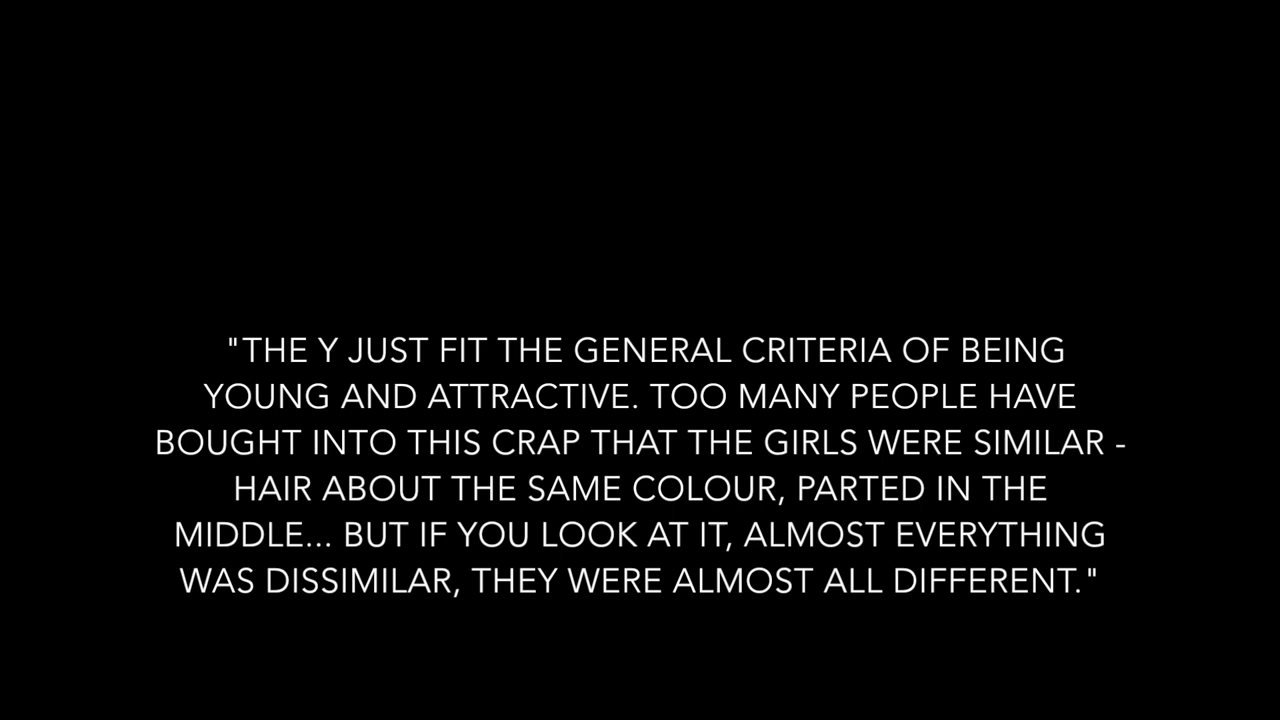 "THE Y JUST FIT THE GENERAL CRITERIA OF BEING
YOUNG AND ATTRACTIVE. TOO MANY PEOPLE HAVE
BOUGHT INTO THIS CRAP THAT THE GIRLS WERE SIMILAR -
HAIR ABOUT THE SAME COLOUR, PARTED IN THE
MIDDLE... BUT IF YOU LOOK AT IT, ALMOST EVERYTHING
WAS DISSIMILAR, THEY WERE ALMOST ALL DIFFERENT."